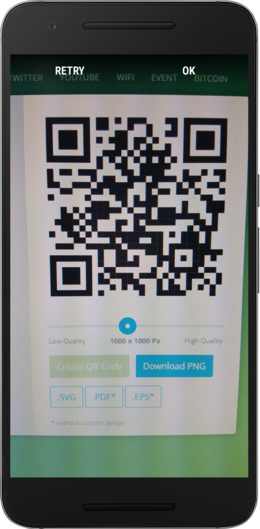 RETRY OK
TWITTER YOUTUBE WIFI EVENT BITCOIN
Low Quality 1000 x 1000 Px High Quality
Create QR Code Download PNG
.SVG .PDF* .EPS*
* without custom design